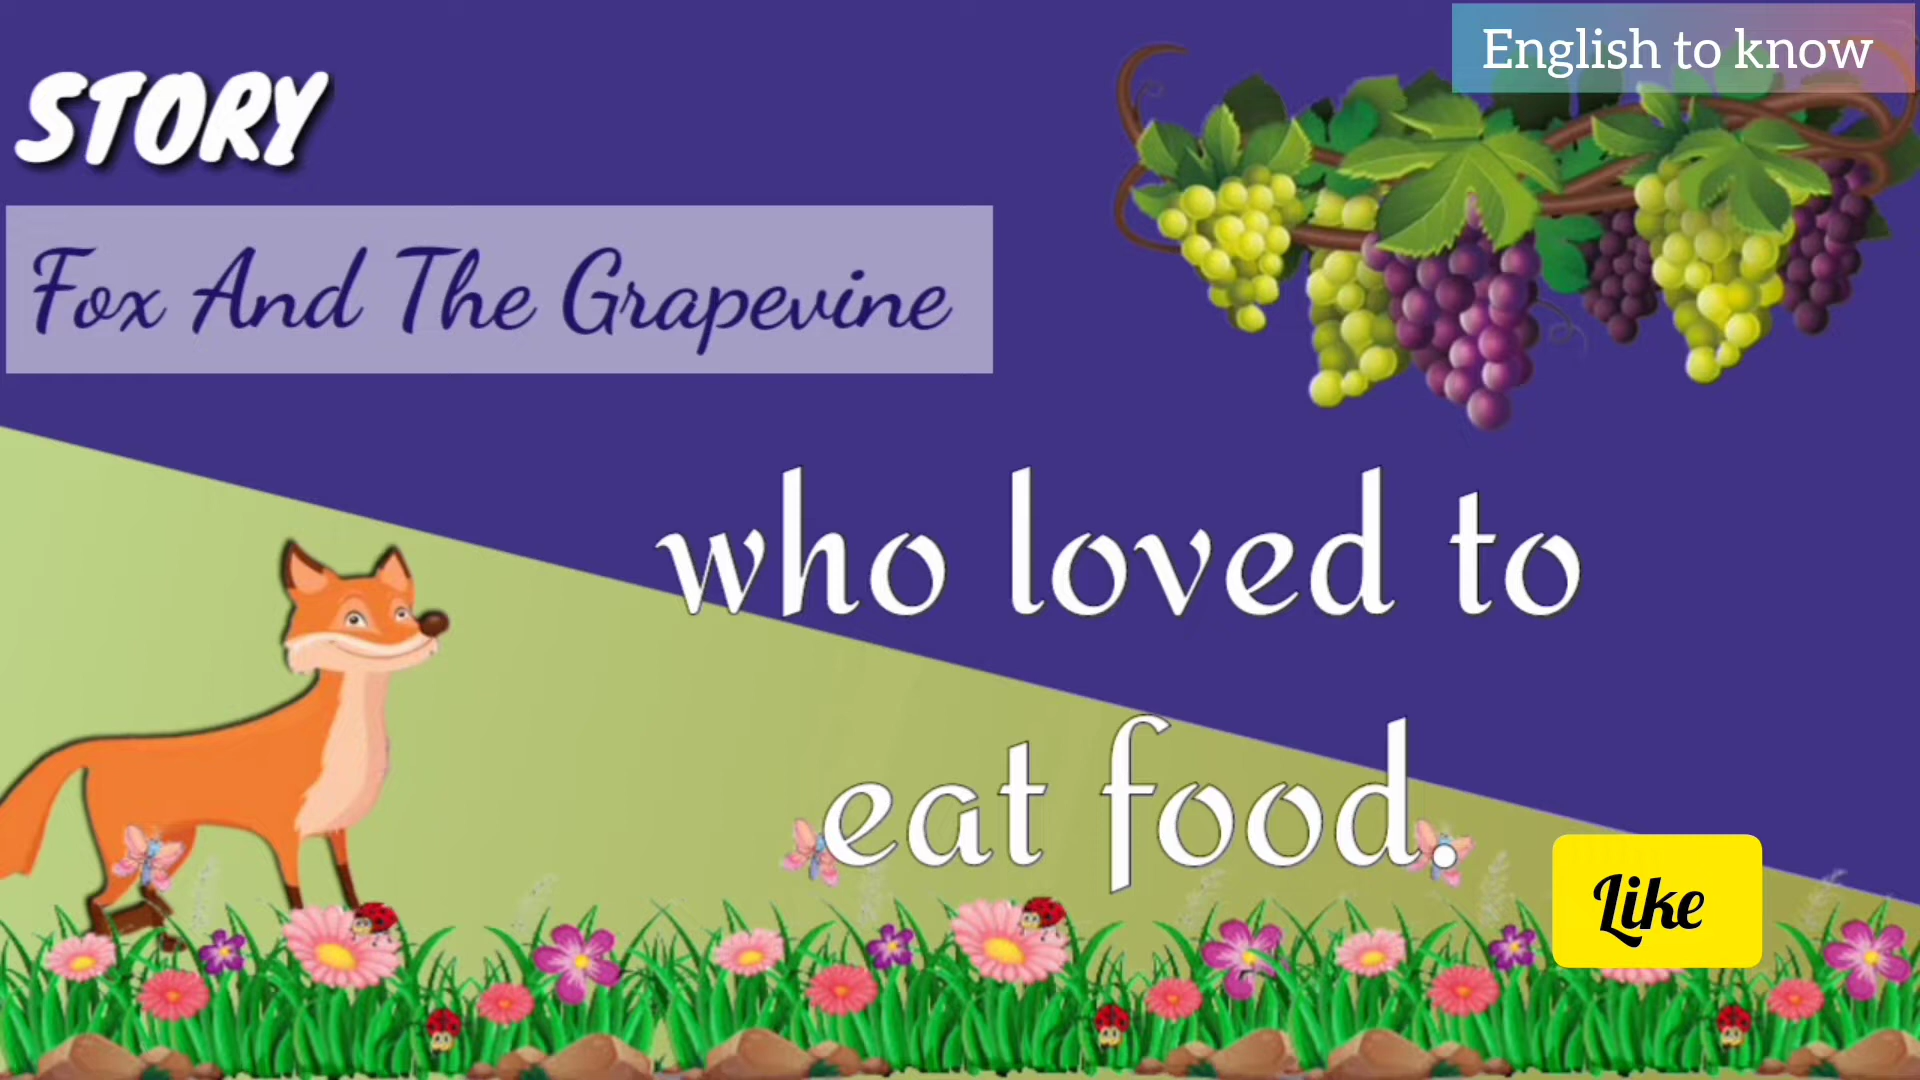 English to know
STORY
Fox And The Grapevine
who loved to
eat food.
Like